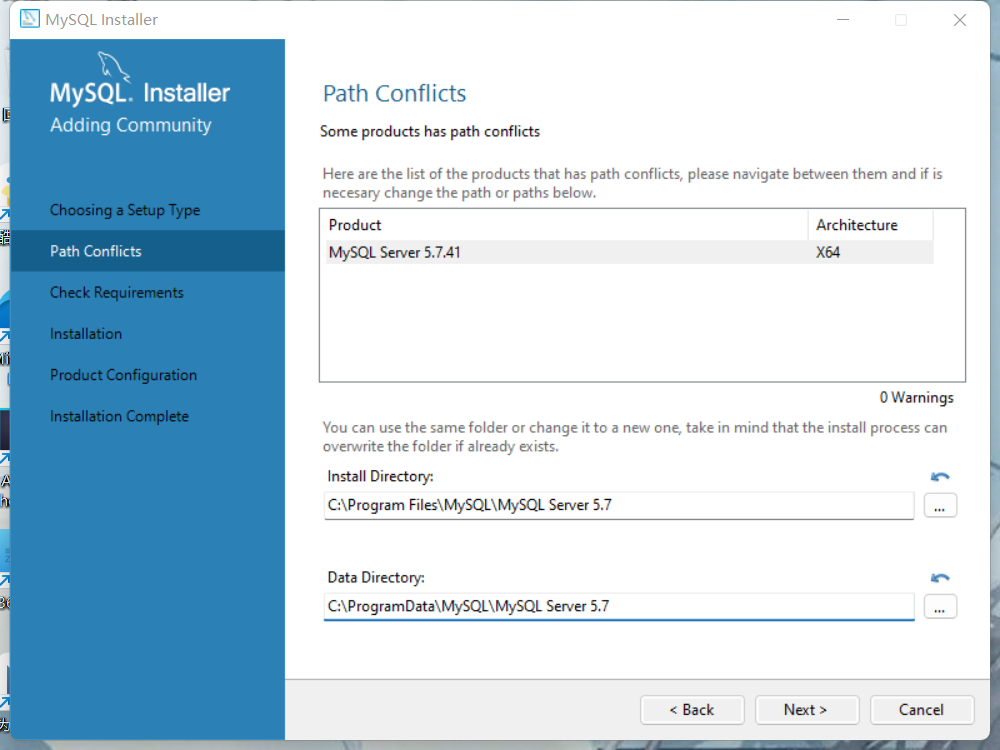 MySQL Installer
MySQL. Installer
Adding Community
Choosing a Setup Type
Path Conflicts
Check Requirements
Installation
Product Configuration
Installation Complete
Path Conflicts
Some products has path conflicts
Here are the list of the products that has path conflicts, please navigate between them and if is
necesary change the path or paths below.
Product Architecture
MySQL Server 5.7.41 X64
0 Warnings
You can use the same folder or change it to a new one, take in mind that the install process can
overwrite the folder if already exists.
Install Directory:
C:\Program Files\MySQL\MySQL Server 5.7
...
Data Directory:
C:\ProgramData\MySQL\MySQL Server 5.7
...
< Back Next > Cancel